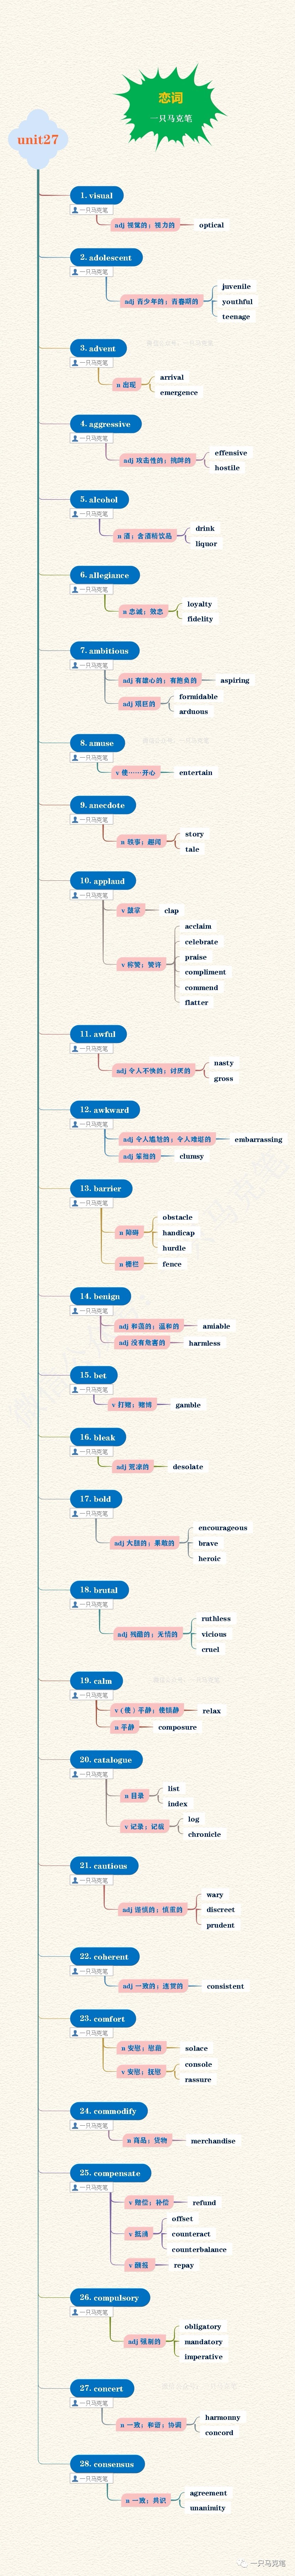 恋词
一只马克笔
unit27
1. visual
一只马克笔
adj 视觉的；视力的
optical
2. adolescent
一只马克笔
adj 青少年的；青春期的
juvenile
youthful
teenage
3. advent
一只马克笔
n 出现
arrival
emergence
4. aggressive
一只马克笔
adj 攻击性的；挑衅的
offensive
hostile
5. alcohol
一只马克笔
n 酒；含酒精饮品
drink
liquor
6. allegiance
一只马克笔
n 忠诚；效忠
loyalty
fidelity
7. ambitious
一只马克笔
adj 有雄心的；有抱负的
aspiring
adj 艰巨的
formidable
arduous
8. amuse
一只马克笔
v 使……开心
entertain
9. anecdote
一只马克笔
n 轶事；趣闻
story
tale
10. applaud
一只马克笔
v 鼓掌
clap
v 称赞；赞许
acclaim
celebrate
praise
compliment
commend
flatter
11. awful
一只马克笔
adj 令人不快的；讨厌的
nasty
gross
12. awkward
一只马克笔
adj 令人尴尬的；令人难堪的
embarrassing
adj 笨拙的
clumsy
13. barrier
一只马克笔
n 障碍
obstacle
handicap
hurdle
n 栅栏
fence
14. benign
一只马克笔
adj 和蔼的；温和的
amiable
adj 没有危害的
harmless
15. bet
一只马克笔
v 打赌；赌博
gamble
16. bleak
一只马克笔
adj 荒凉的
desolate
17. bold
一只马克笔
adj 大胆的；果敢的
encourageous
brave
heroic
18. brutal
一只马克笔
adj 残酷的；无情的
ruthless
vicious
cruel
19. calm
一只马克笔
v（使）平静；使镇静
relax
n 平静
composure
20. catalogue
一只马克笔
n 目录
list
index
v 记录；记载
log
chronicle
21. cautious
一只马克笔
adj 谨慎的；慎重的
wary
discreet
prudent
22. coherent
一只马克笔
adj 一致的；连贯的
consistent
23. comfort
一只马克笔
n 安慰；慰藉
solace
v 安慰；抚慰
console
rassure
24. commodify
一只马克笔
n 商品；货物
merchandise
25. compensate
一只马克笔
v 赔偿；补偿
refund
v 抵消
offset
counteract
counterbalance
v 酬报
repay
26. compulsory
一只马克笔
adj 强制的
obligatory
mandatory
imperative
27. concert
一只马克笔
n 一致；和谐；协调
harmonny
concord
28. consensus
一只马克笔
n 一致；共识
agreement
unanimity
一只马克笔